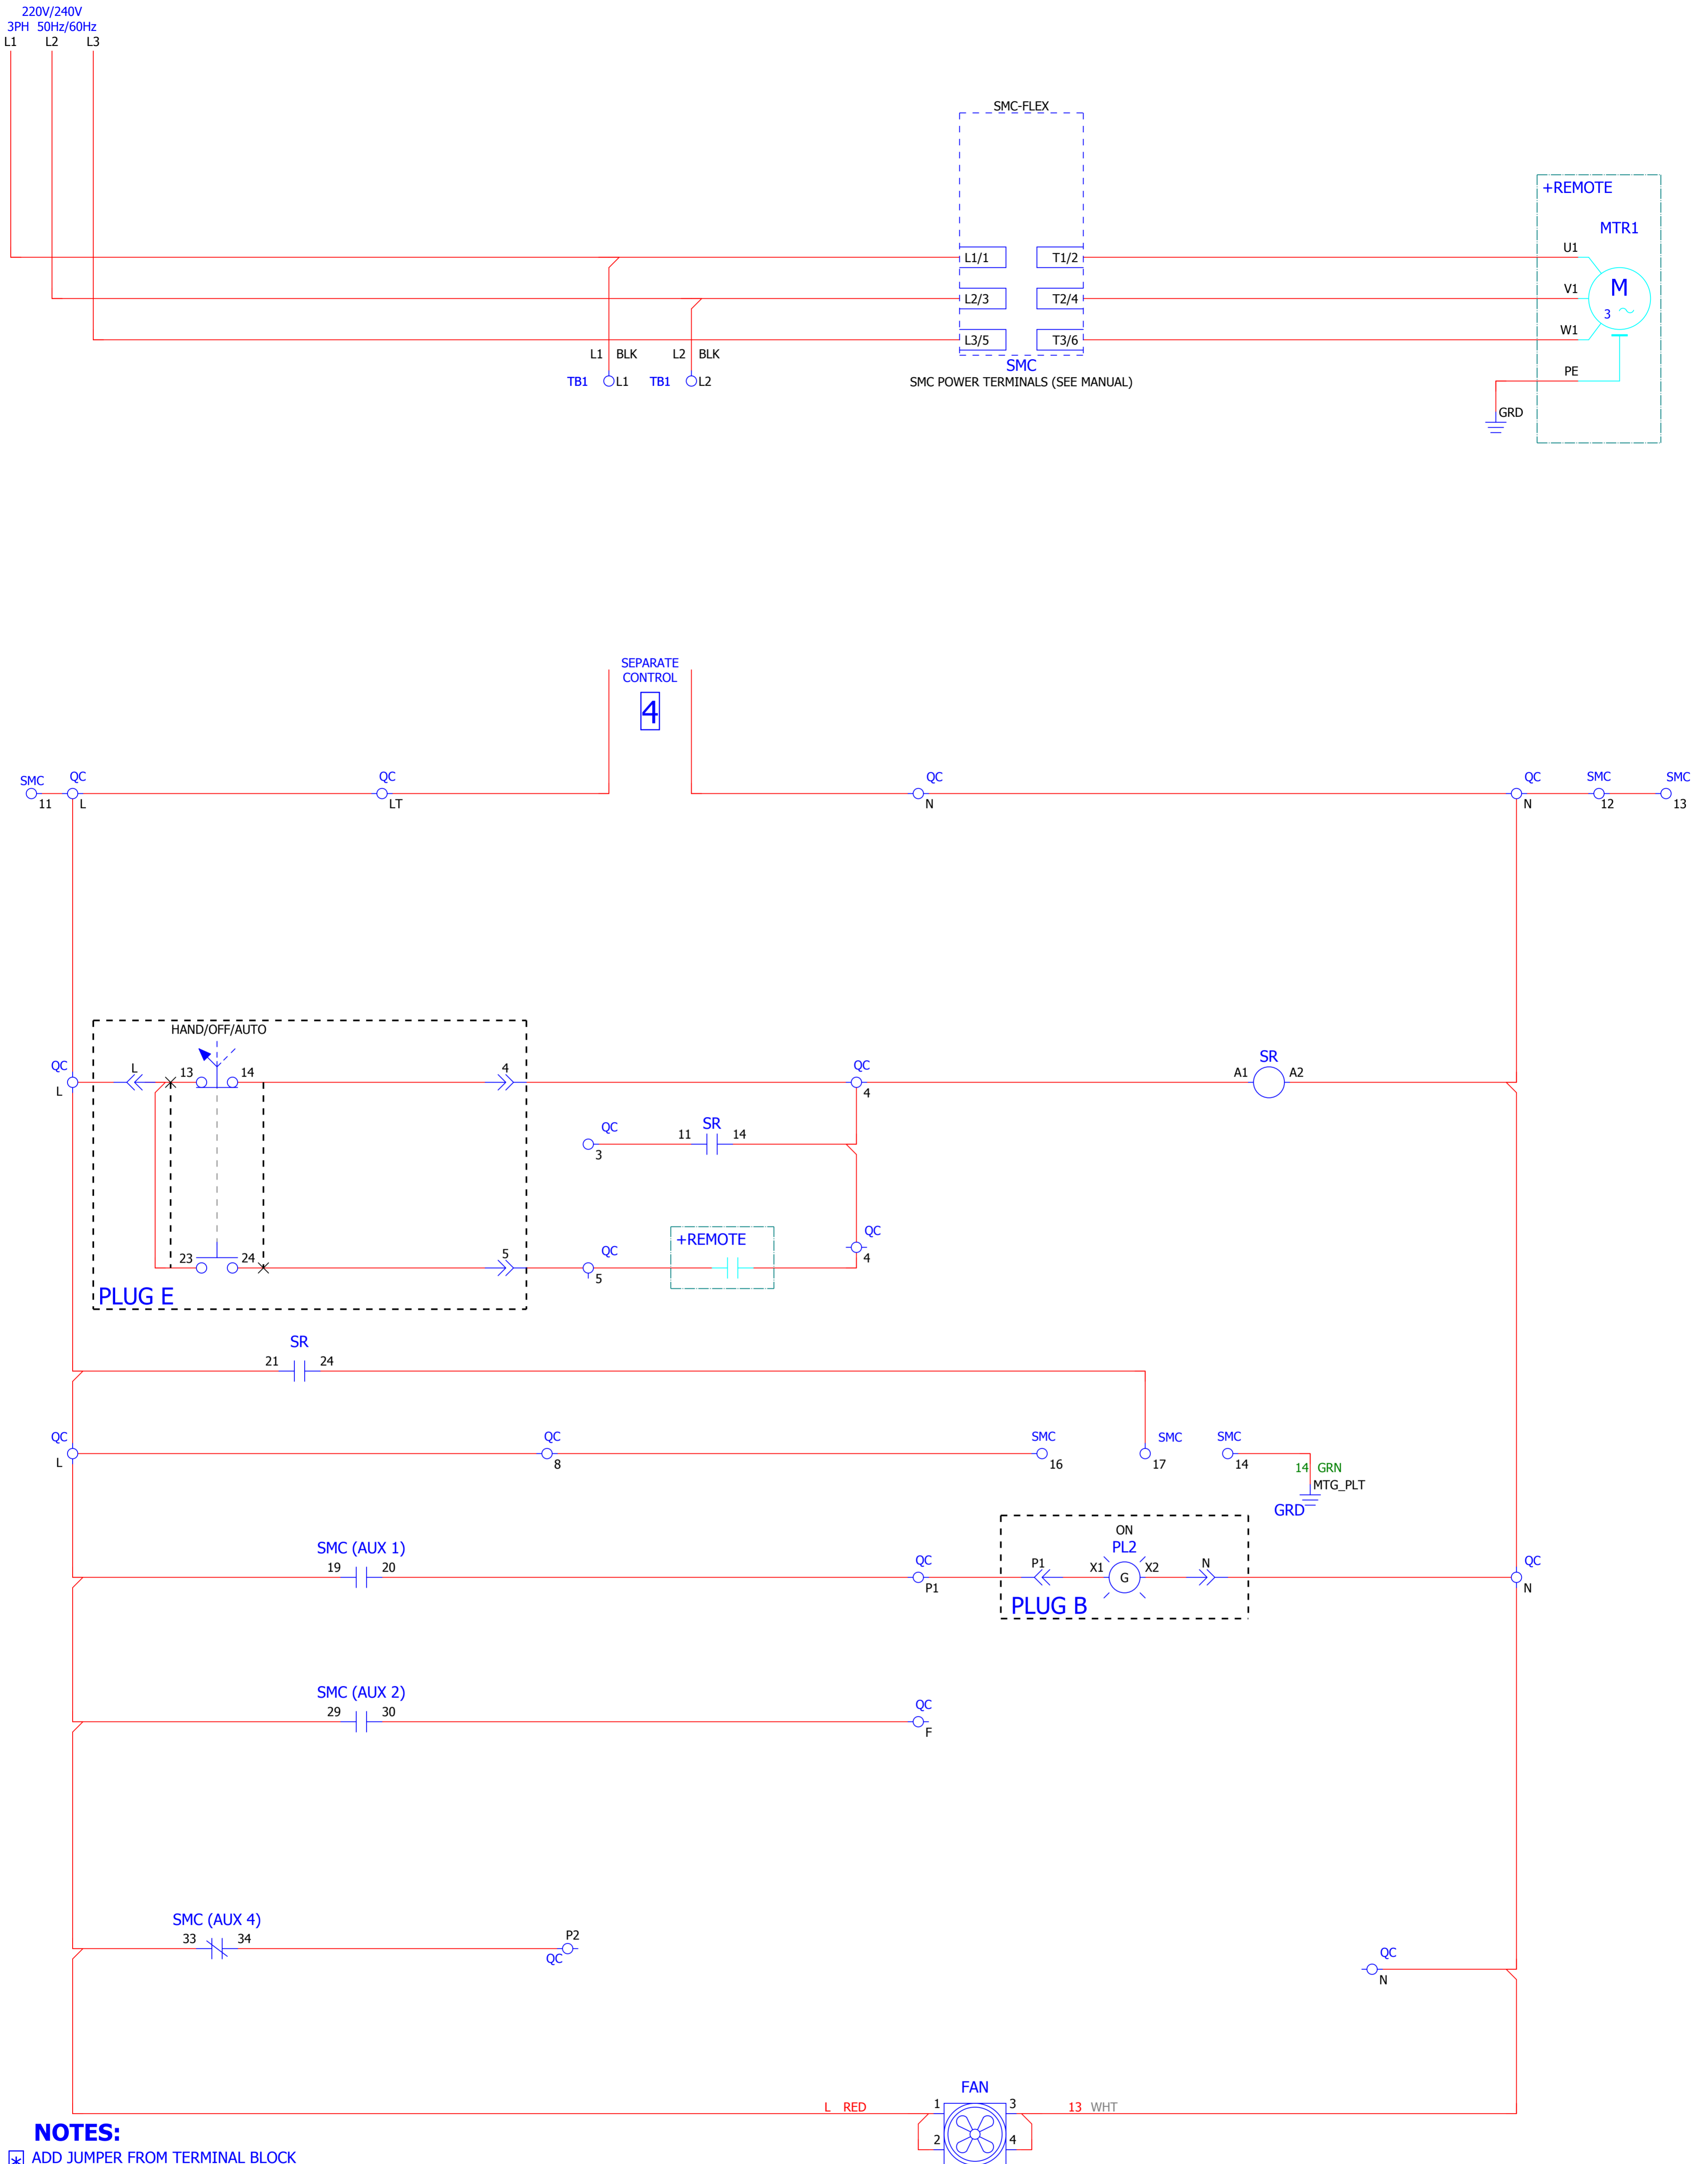 220V/240V
3PH 50Hz/60Hz
L1 L2 L3
SMC-FLEX
+REMOTE
MTR1
L1/1 T1/2 U1
L2/3 T2/4 V1 M
3
L3/5 T3/6 W1
L1 BLK L2 BLK
SMC
TB1 L1 TB1 L2 SMC POWER TERMINALS (SEE MANUAL)
PE
GRD
SEPARATE
CONTROL
4
SMC QC QC QC QC SMC SMC
11 L LT N N 12 13
HAND/OFF/AUTO
QC L 13 14 4 QC SR
L 4 A1 A2
QC 11 SR 14
3
+REMOTE QC
23 24 5 QC 4
5
PLUG E
SR
21 24
QC QC SMC SMC SMC
L 8 16 17 14
14 GRN
MTG_PLT
GRD
ON
SMC (AUX 1) PL2
19 20 QC P1 X1 G X2 N QC
P1 N
PLUG B
SMC (AUX 2)
29 30 QC
F
SMC (AUX 4)
33 34 P2
QC QC
N
FAN
L RED 1 3 13 WHT
2 4
NOTES:
* ADD JUMPER FROM TERMINAL BLOCK